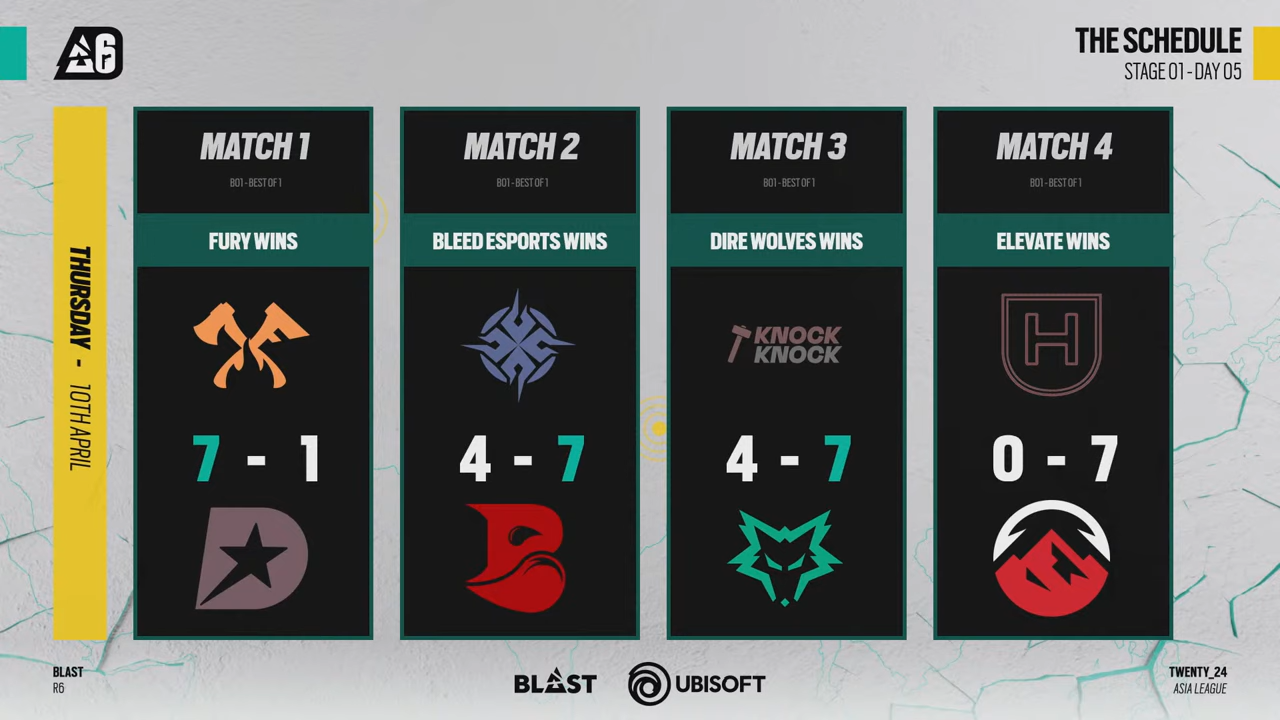 6
THE SCHEDULE
STAGE 01 - DAY 05
THURSDAY - 10TH APRIL
MATCH 1
BO1 - BEST OF 1
FURY WINS
7 - 1
D
MATCH 2
BO1 - BEST OF 1
BLEED ESPORTS WINS
4 - 7
B
MATCH 3
BO1 - BEST OF 1
DIRE WOLVES WINS
KNOCK
KNOCK
4 - 7
MATCH 4
BO1 - BEST OF 1
ELEVATE WINS
H
0 - 7
BLAST
R6
BLAST
UBISOFT
TWENTY_24
ASIA LEAGUE